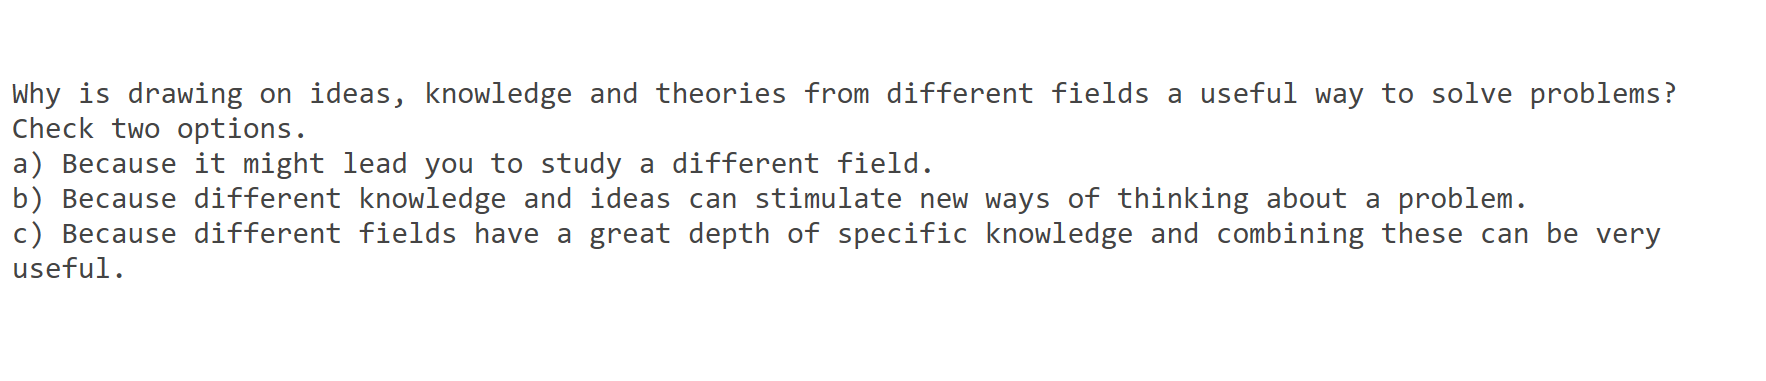 Why is drawing on ideas, knowledge and theories from different fields a useful way to solve problems?
Check two options.
a) Because it might lead you to study a different field.
b) Because different knowledge and ideas can stimulate new ways of thinking about a problem.
c) Because different fields have a great depth of specific knowledge and combining these can be very
useful.